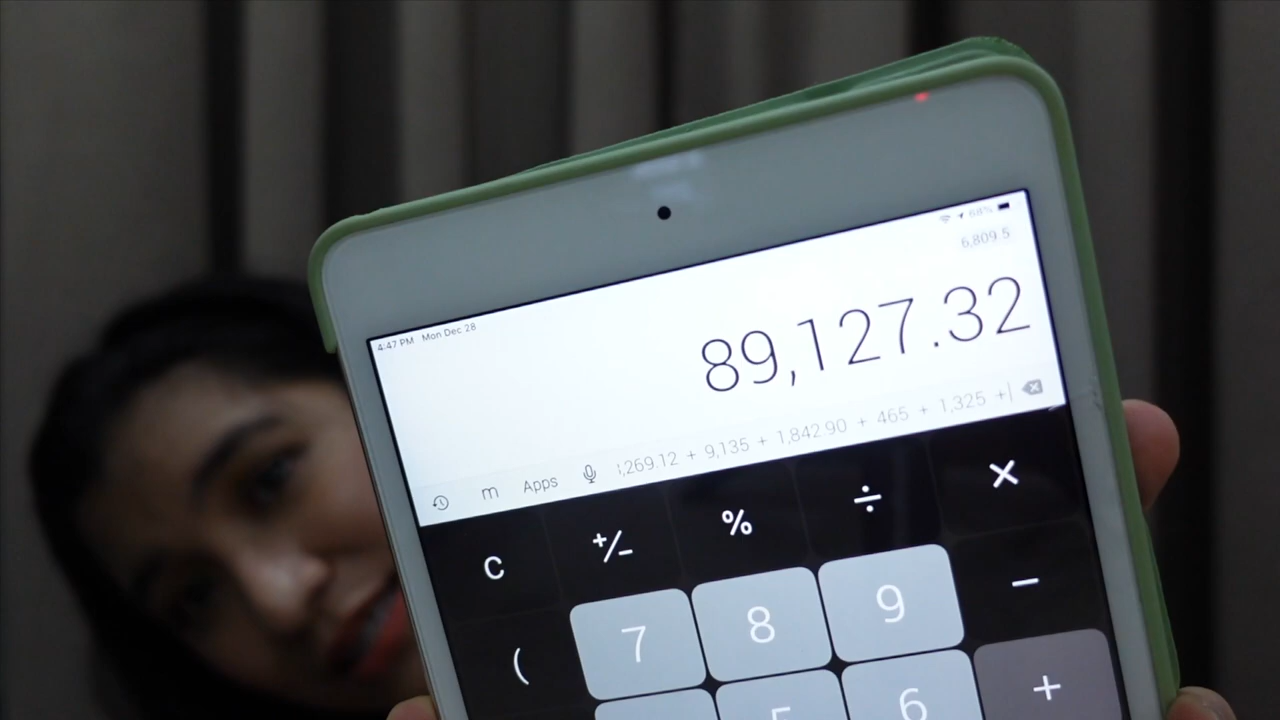 4:47 PM Mon Dec 28 68%
6,809.5
89,127.32
,269.12 + 9,135 + 1,842.90 + 465 + 1,325 +
m Apps
C +/- % ÷ ×
( 7 8 9 −
5 6 +